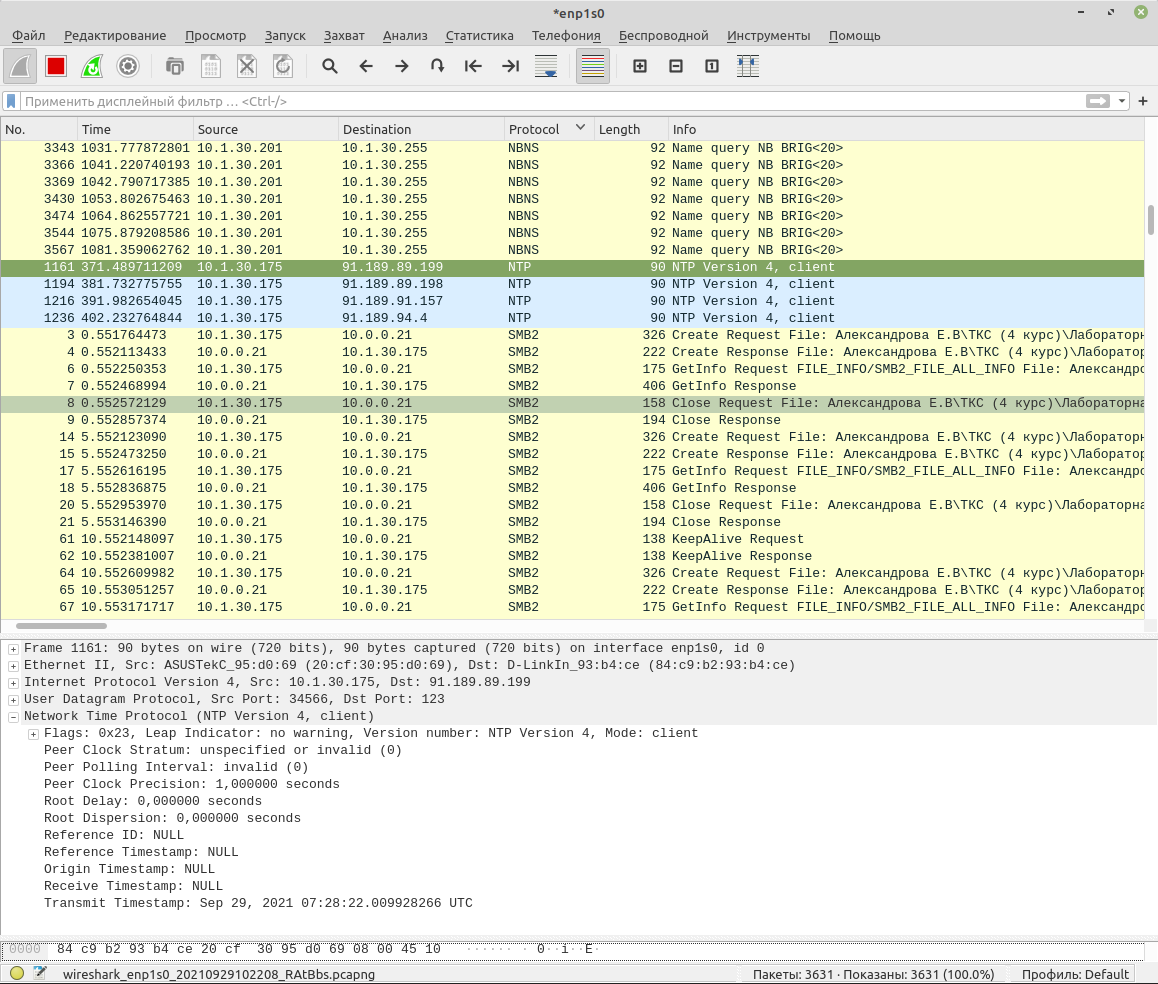 *enp1s0
Файл Редактирование Просмотр Запуск Захват Анализ Статистика Телефония Беспроводной Инструменты Помощь
Применить дисплейный фильтр … <Ctrl-/>
No. Time Source Destination Protocol Length Info
3343 1031.777872801 10.1.30.201 10.1.30.255 NBNS 92 Name query NB BRIG<20>
3366 1041.220740193 10.1.30.201 10.1.30.255 NBNS 92 Name query NB BRIG<20>
3369 1042.790717385 10.1.30.201 10.1.30.255 NBNS 92 Name query NB BRIG<20>
3430 1053.802675463 10.1.30.201 10.1.30.255 NBNS 92 Name query NB BRIG<20>
3474 1064.862557721 10.1.30.201 10.1.30.255 NBNS 92 Name query NB BRIG<20>
3544 1075.879208586 10.1.30.201 10.1.30.255 NBNS 92 Name query NB BRIG<20>
3567 1081.359062762 10.1.30.201 10.1.30.255 NBNS 92 Name query NB BRIG<20>
1161 371.489711209 10.1.30.175 91.189.89.199 NTP 90 NTP Version 4, client
1194 381.732775755 10.1.30.175 91.189.89.198 NTP 90 NTP Version 4, client
1216 391.982654045 10.1.30.175 91.189.91.157 NTP 90 NTP Version 4, client
1236 402.232764844 10.1.30.175 91.189.94.4 NTP 90 NTP Version 4, client
3 0.551764473 10.1.30.175 10.0.0.21 SMB2 326 Create Request File: Александрова Е.В\ТКС (4 курс)\Лаборатор
4 0.552113433 10.0.0.21 10.1.30.175 SMB2 222 Create Response File: Александрова Е.В\ТКС (4 курс)\Лаборатор
6 0.552250353 10.1.30.175 10.0.0.21 SMB2 175 GetInfo Request FILE_INFO/SMB2_FILE_ALL_INFO File: Александро
7 0.552468994 10.0.0.21 10.1.30.175 SMB2 406 GetInfo Response
8 0.552572129 10.1.30.175 10.0.0.21 SMB2 158 Close Request File: Александрова Е.В\ТКС (4 курс)\Лабораторна
9 0.552857374 10.0.0.21 10.1.30.175 SMB2 194 Close Response
14 5.552123090 10.1.30.175 10.0.0.21 SMB2 326 Create Request File: Александрова Е.В\ТКС (4 курс)\Лаборатор
15 5.552473250 10.0.0.21 10.1.30.175 SMB2 222 Create Response File: Александрова Е.В\ТКС (4 курс)\Лаборатор
17 5.552616195 10.1.30.175 10.0.0.21 SMB2 175 GetInfo Request FILE_INFO/SMB2_FILE_ALL_INFO File: Александро
18 5.552836875 10.0.0.21 10.1.30.175 SMB2 406 GetInfo Response
20 5.552953970 10.1.30.175 10.0.0.21 SMB2 158 Close Request File: Александрова Е.В\ТКС (4 курс)\Лабораторна
21 5.553146390 10.0.0.21 10.1.30.175 SMB2 194 Close Response
61 10.552148097 10.1.30.175 10.0.0.21 SMB2 138 KeepAlive Request
62 10.552381007 10.0.0.21 10.1.30.175 SMB2 138 KeepAlive Response
64 10.552609982 10.1.30.175 10.0.0.21 SMB2 326 Create Request File: Александрова Е.В\ТКС (4 курс)\Лаборатор
65 10.553051257 10.0.0.21 10.1.30.175 SMB2 222 Create Response File: Александрова Е.В\ТКС (4 курс)\Лаборатор
67 10.553171717 10.1.30.175 10.0.0.21 SMB2 175 GetInfo Request FILE_INFO/SMB2_FILE_ALL_INFO File: Александро
Frame 1161: 90 bytes on wire (720 bits), 90 bytes captured (720 bits) on interface enp1s0, id 0
Ethernet II, Src: ASUSTekC_95:d0:69 (20:cf:30:95:d0:69), Dst: D-LinkIn_93:b4:ce (84:c9:b2:93:b4:ce)
Internet Protocol Version 4, Src: 10.1.30.175, Dst: 91.189.89.199
User Datagram Protocol, Src Port: 34566, Dst Port: 123
Network Time Protocol (NTP Version 4, client)
Flags: 0x23, Leap Indicator: no warning, Version number: NTP Version 4, Mode: client
Peer Clock Stratum: unspecified or invalid (0)
Peer Polling Interval: invalid (0)
Peer Clock Precision: 1,000000 seconds
Root Delay: 0,000000 seconds
Root Dispersion: 0,000000 seconds
Reference ID: NULL
Reference Timestamp: NULL
Origin Timestamp: NULL
Receive Timestamp: NULL
Transmit Timestamp: Sep 29, 2021 07:28:22.009928266 UTC
0000 84 c9 b2 93 b4 ce 20 cf 30 95 d0 69 08 00 45 10 ······ · 0··i··E·
wireshark_enp1s0_20210929102208_RAtBbs.pcapng Пакеты: 3631 · Показаны: 3631 (100.0%) Профиль: Default